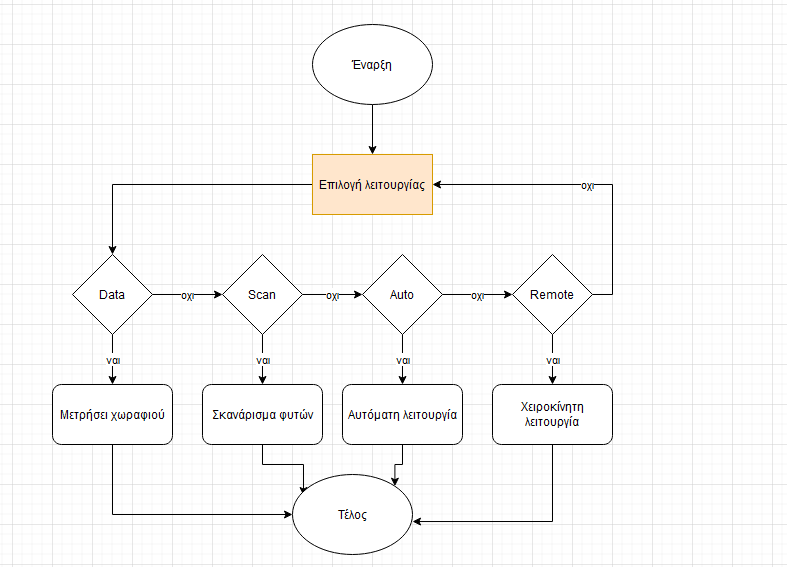 Έναρξη
Επιλογή λειτουργίας
οχι
Data
οχι
Scan
οχι
Auto
οχι
Remote
ναι
ναι
ναι
ναι
Μετρήσει χωραφιού
Σκανάρισμα φυτών
Αυτόματη λειτουργία
Χειροκίνητη
λειτουργία
Τέλος